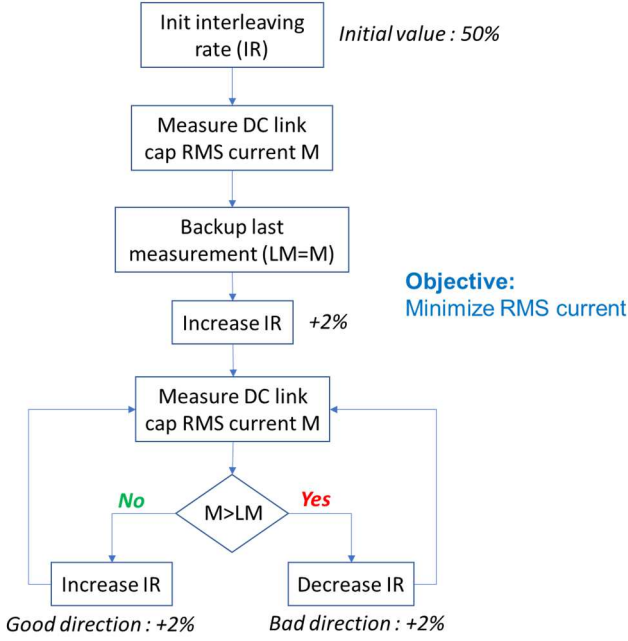 Init interleaving
rate (IR)
Initial value : 50%
Measure DC link
cap RMS current M
Backup last
measurement (LM=M)
Objective:
Minimize RMS current
Increase IR
+2%
Measure DC link
cap RMS current M
No
M>LM
Yes
Increase IR
Decrease IR
Good direction : +2%
Bad direction : +2%